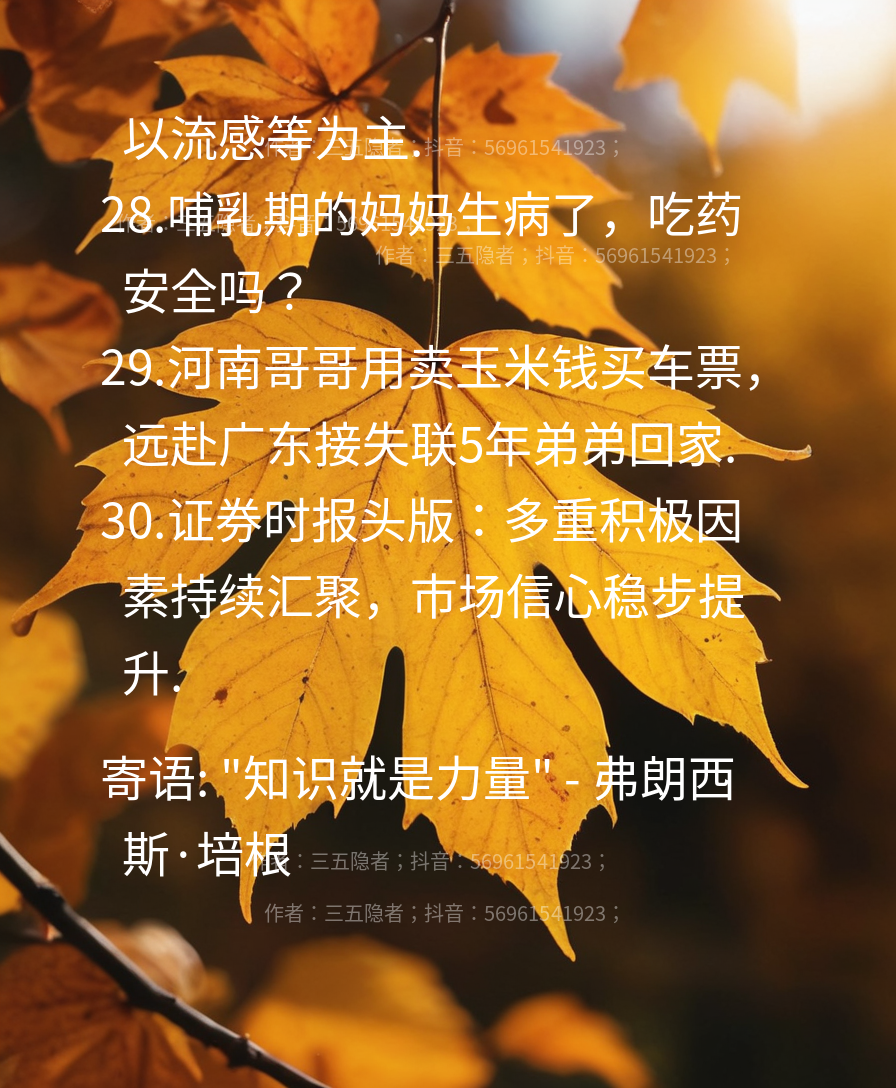 以流感等为主.
作者：三五隐者；抖音：56961541923；
28.哺乳期的妈妈生病了，吃药
作者：三五隐者；抖音：56961541923；
作者：三五隐者；抖音：56961541923；
安全吗？
29.河南哥哥用卖玉米钱买车票，
远赴广东接失联5年弟弟回家.
30.证券时报头版：多重积极因
素持续汇聚，市场信心稳步提
升.
寄语: "知识就是力量" - 弗朗西
斯·培根
作者：三五隐者；抖音：56961541923；
作者：三五隐者；抖音：56961541923；